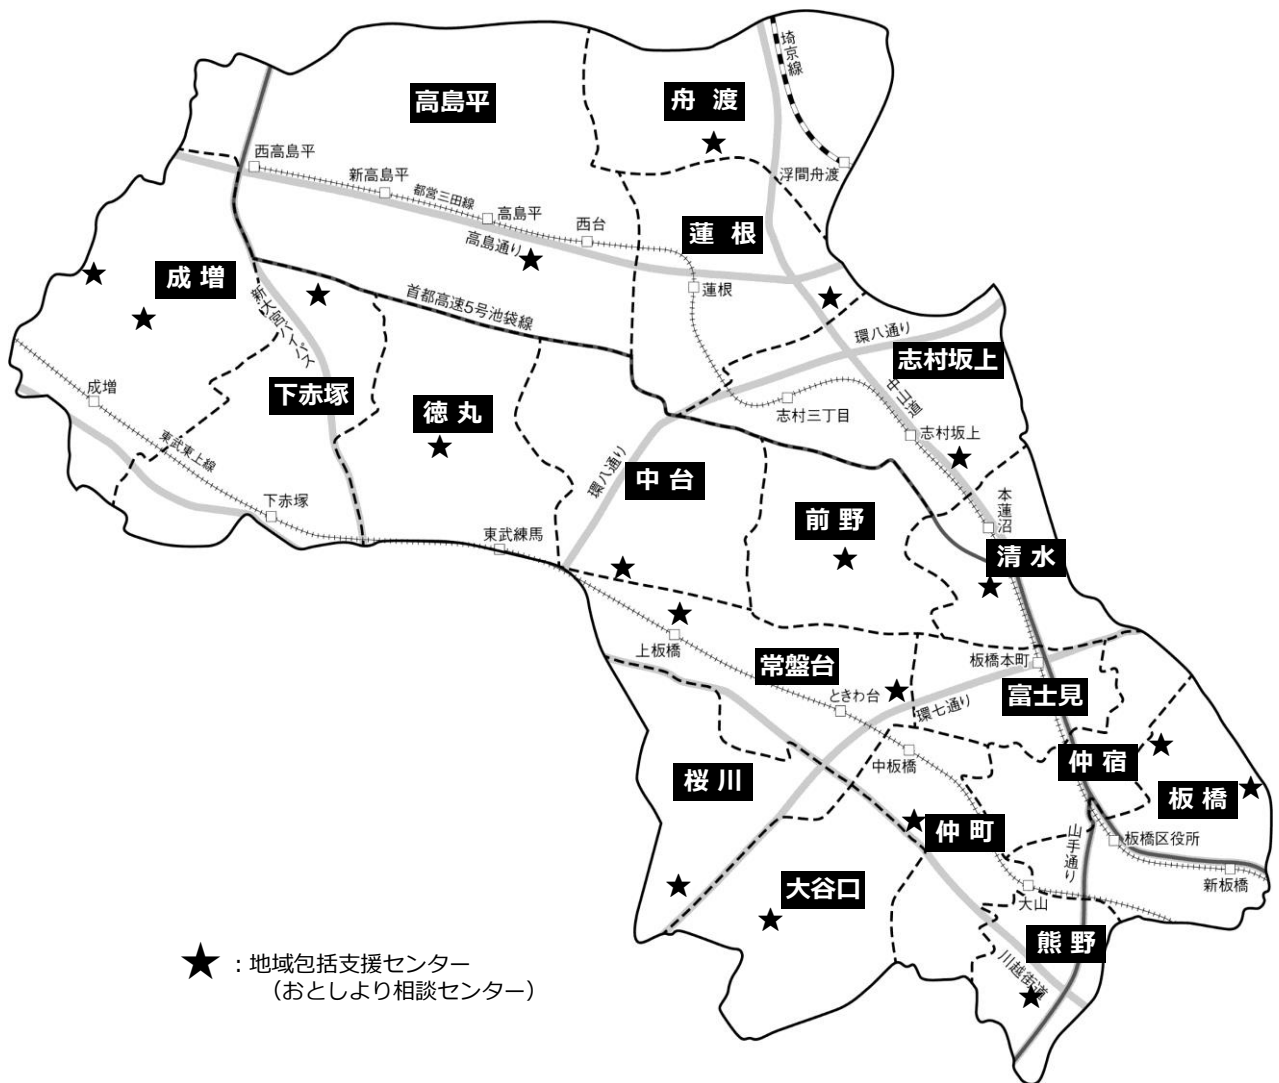 埼京線
高島平
舟 渡
西高島平
新高島平
都営三田線
高島平
高島通り
西台
浮間舟渡
蓮 根
蓮根
成 増
新大宮バイパス
首都高速5号池袋線
環八通り
志村坂上
中山道
成増
下赤塚
徳 丸
志村三丁目
志村坂上
東武東上線
環八通り
中 台
下赤塚
東武練馬
前野
本蓮沼
清 水
上板橋
常盤台
板橋本町
ときわ台
環七通り
富士見
中板橋
仲 宿
桜 川
板 橋
仲 町
山手通り
板橋区役所
新板橋
大谷口
大山
熊 野
川越街道
★：地域包括支援センター
（おとしより相談センター）